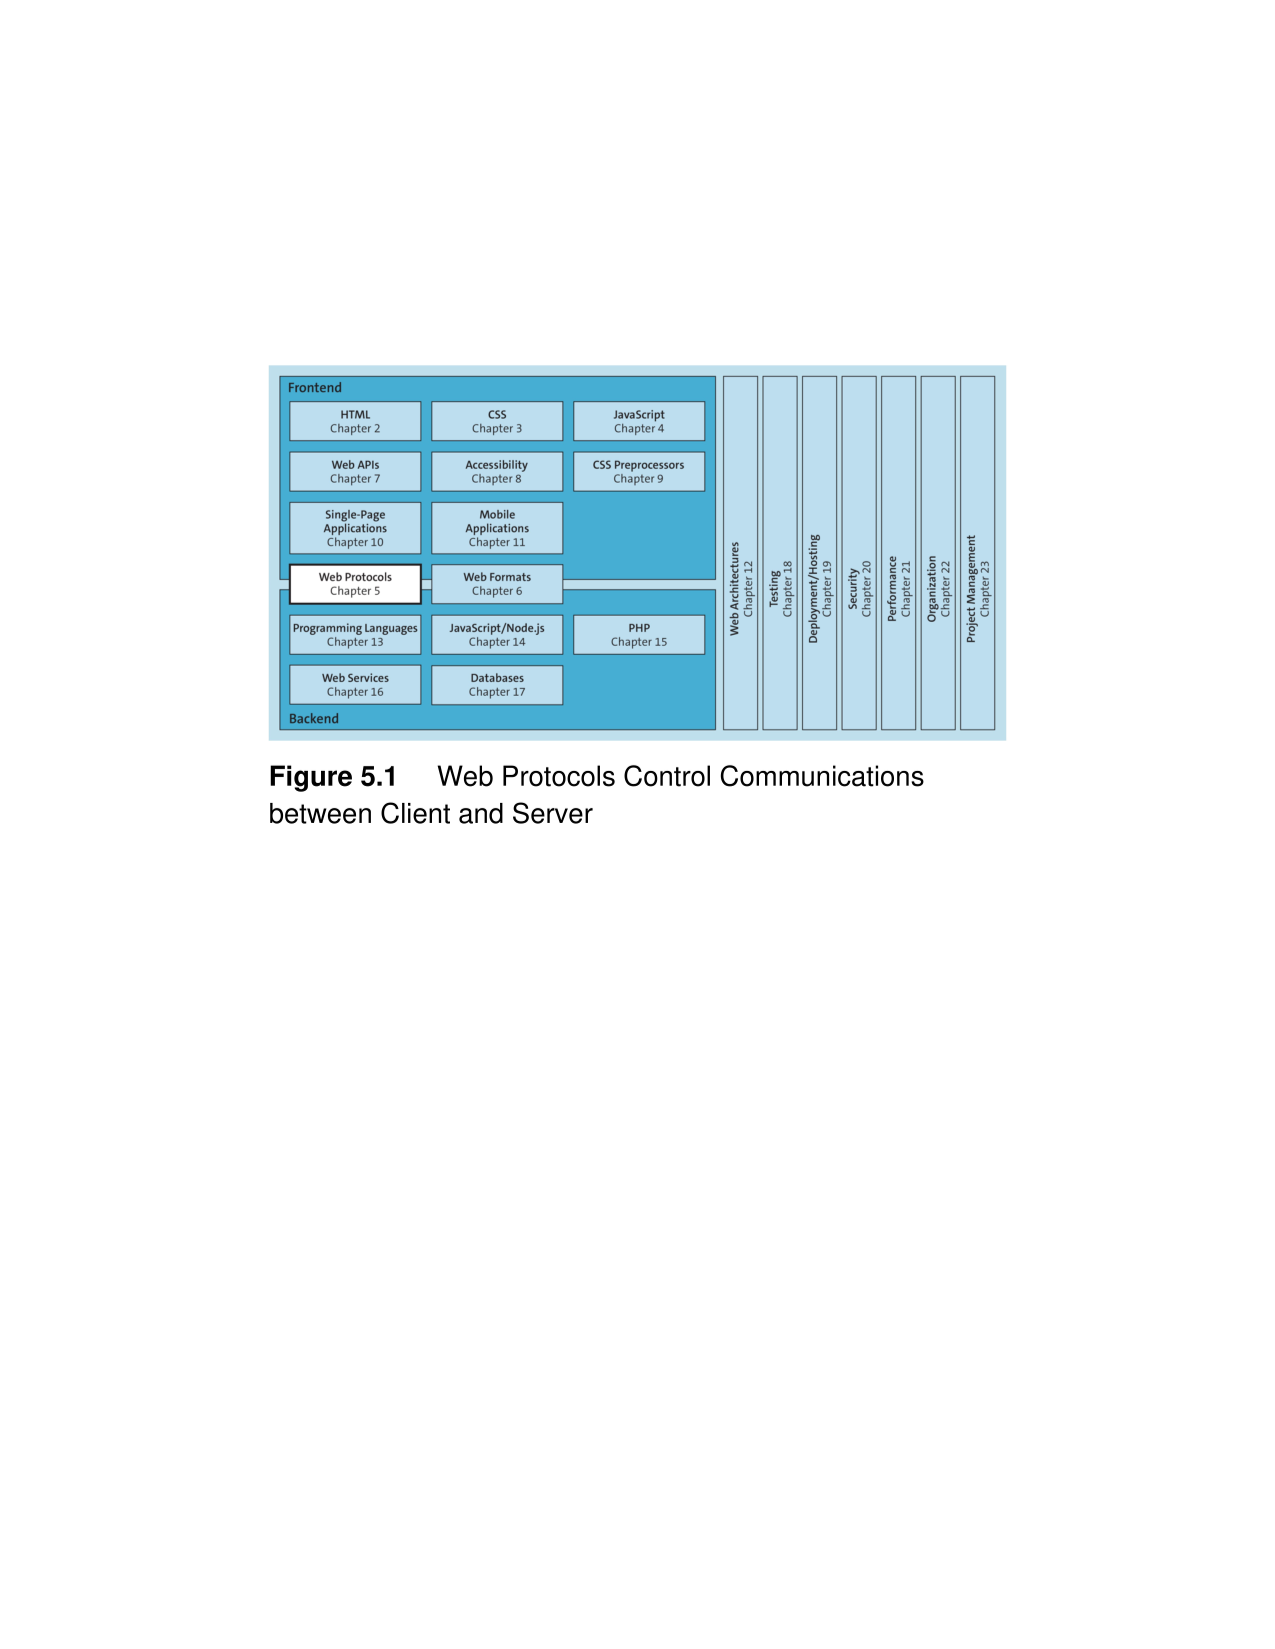 Frontend
HTML
Chapter 2
CSS
Chapter 3
JavaScript
Chapter 4
Web APIs
Chapter 7
Accessibility
Chapter 8
CSS Preprocessors
Chapter 9
Single-Page
Applications
Chapter 10
Mobile
Applications
Chapter 11
Web Protocols
Chapter 5
Web Formats
Chapter 6
Programming Languages
Chapter 13
JavaScript/Node.js
Chapter 14
PHP
Chapter 15
Web Services
Chapter 16
Databases
Chapter 17
Backend
Web Architectures
Chapter 12
Testing
Chapter 18
Deployment/Hosting
Chapter 19
Security
Chapter 20
Performance
Chapter 21
Organization
Chapter 22
Project Management
Chapter 23
Figure 5.1 Web Protocols Control Communications
between Client and Server